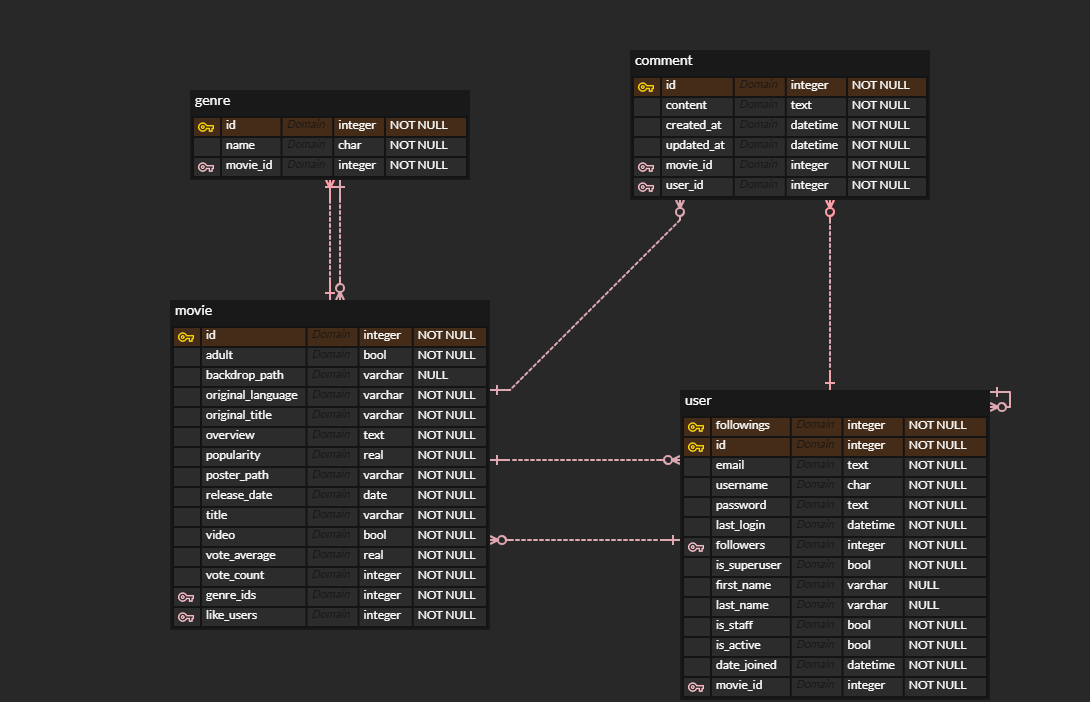 comment
id Domain integer NOT NULL
content Domain text NOT NULL
created_at Domain datetime NOT NULL
updated_at Domain datetime NOT NULL
movie_id Domain integer NOT NULL
user_id Domain integer NOT NULL
genre
id Domain integer NOT NULL
name Domain char NOT NULL
movie_id Domain integer NOT NULL
movie
id Domain integer NOT NULL
adult Domain bool NOT NULL
backdrop_path Domain varchar NULL
original_language Domain varchar NOT NULL
original_title Domain varchar NOT NULL
overview Domain text NOT NULL
popularity Domain real NOT NULL
poster_path Domain varchar NOT NULL
release_date Domain date NOT NULL
title Domain varchar NOT NULL
video Domain bool NOT NULL
vote_average Domain real NOT NULL
vote_count Domain integer NOT NULL
genre_ids Domain integer NOT NULL
like_users Domain integer NOT NULL
user
followings Domain integer NOT NULL
id Domain integer NOT NULL
email Domain text NOT NULL
username Domain char NOT NULL
password Domain text NOT NULL
last_login Domain datetime NOT NULL
followers Domain integer NOT NULL
is_superuser Domain bool NOT NULL
first_name Domain varchar NULL
last_name Domain varchar NULL
is_staff Domain bool NOT NULL
is_active Domain bool NOT NULL
date_joined Domain datetime NOT NULL
movie_id Domain integer NOT NULL